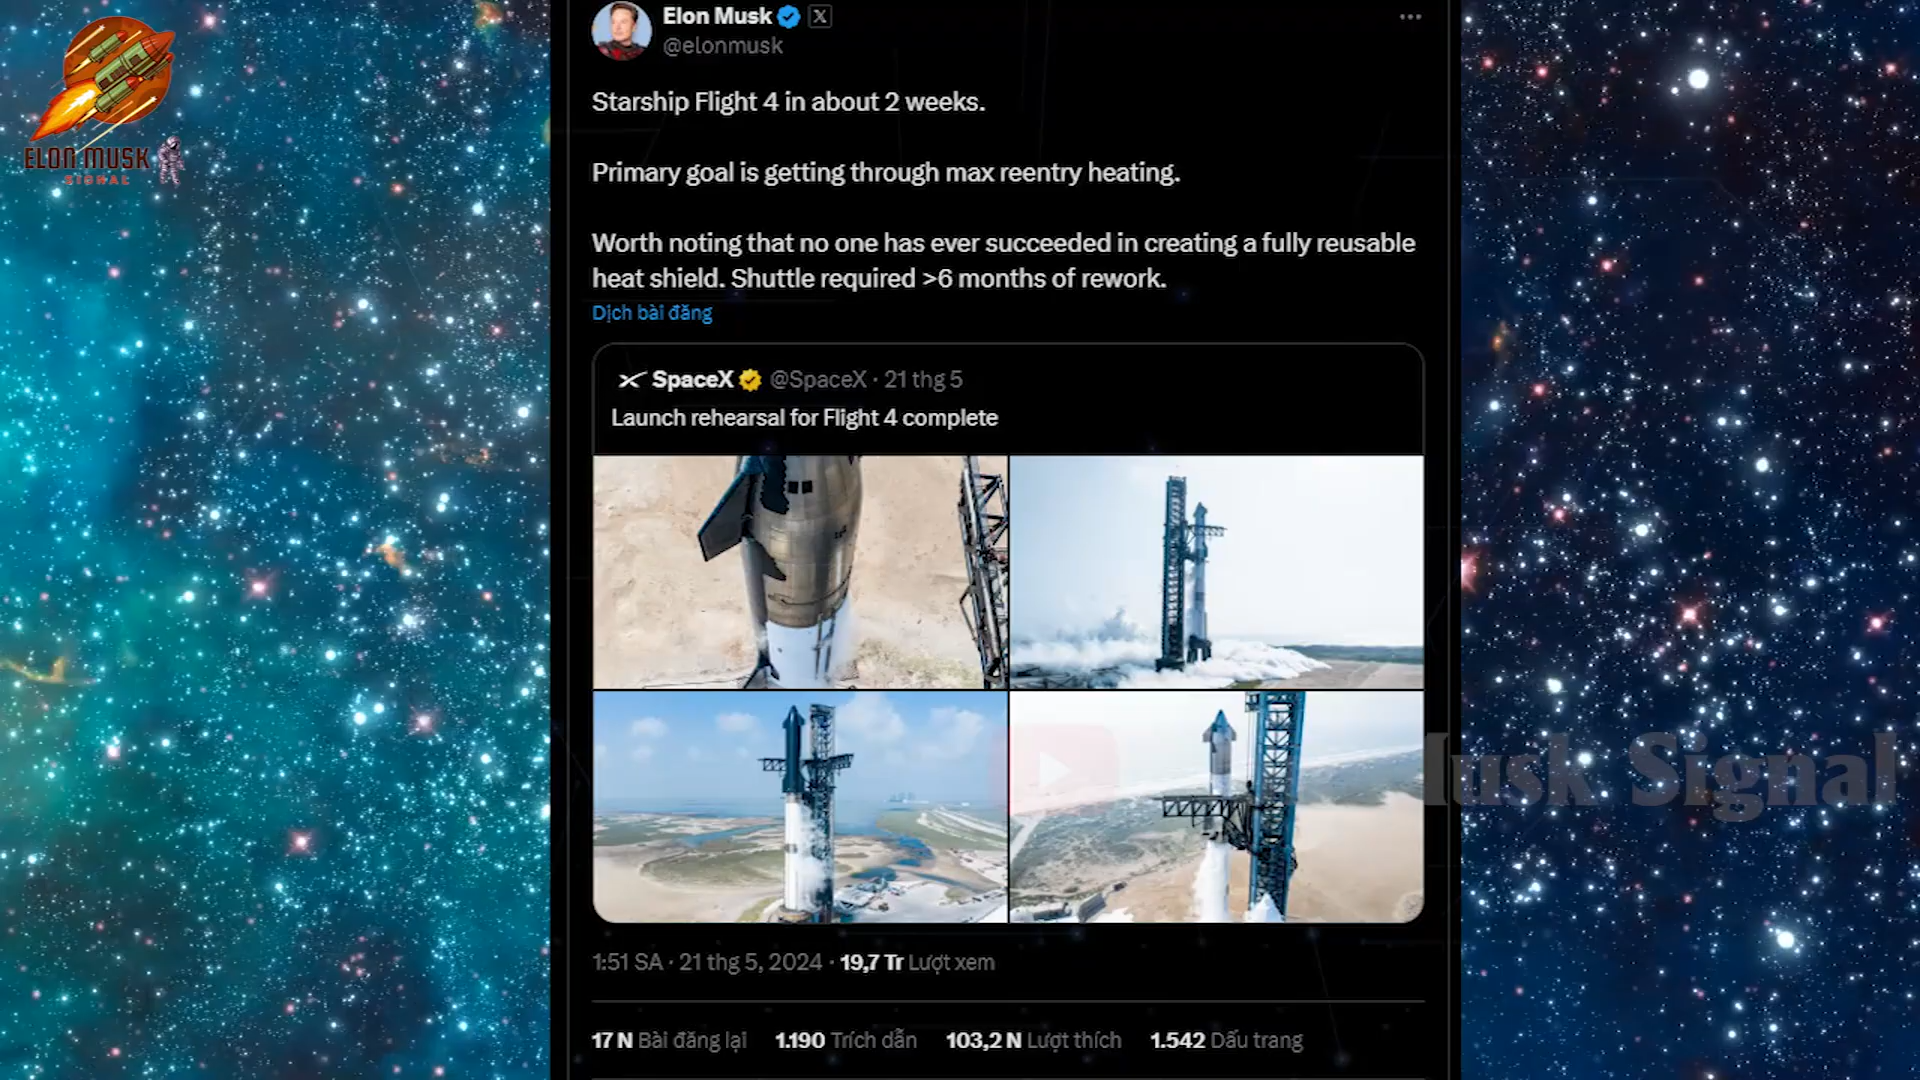 ELON MUSK
SIGNAL
Elon Musk
@elonmusk
Starship Flight 4 in about 2 weeks.
Primary goal is getting through max reentry heating.
Worth noting that no one has ever succeeded in creating a fully reusable
heat shield. Shuttle required >6 months of rework.
Dịch bài đăng
SpaceX @SpaceX · 21 thg 5
Launch rehearsal for Flight 4 complete
Musk Signal
1:51 SA · 21 thg 5, 2024 · 19,7 Tr Lượt xem
17 N Bài đăng lại 1.190 Trích dẫn 103,2 N Lượt thích 1.542 Dấu trang